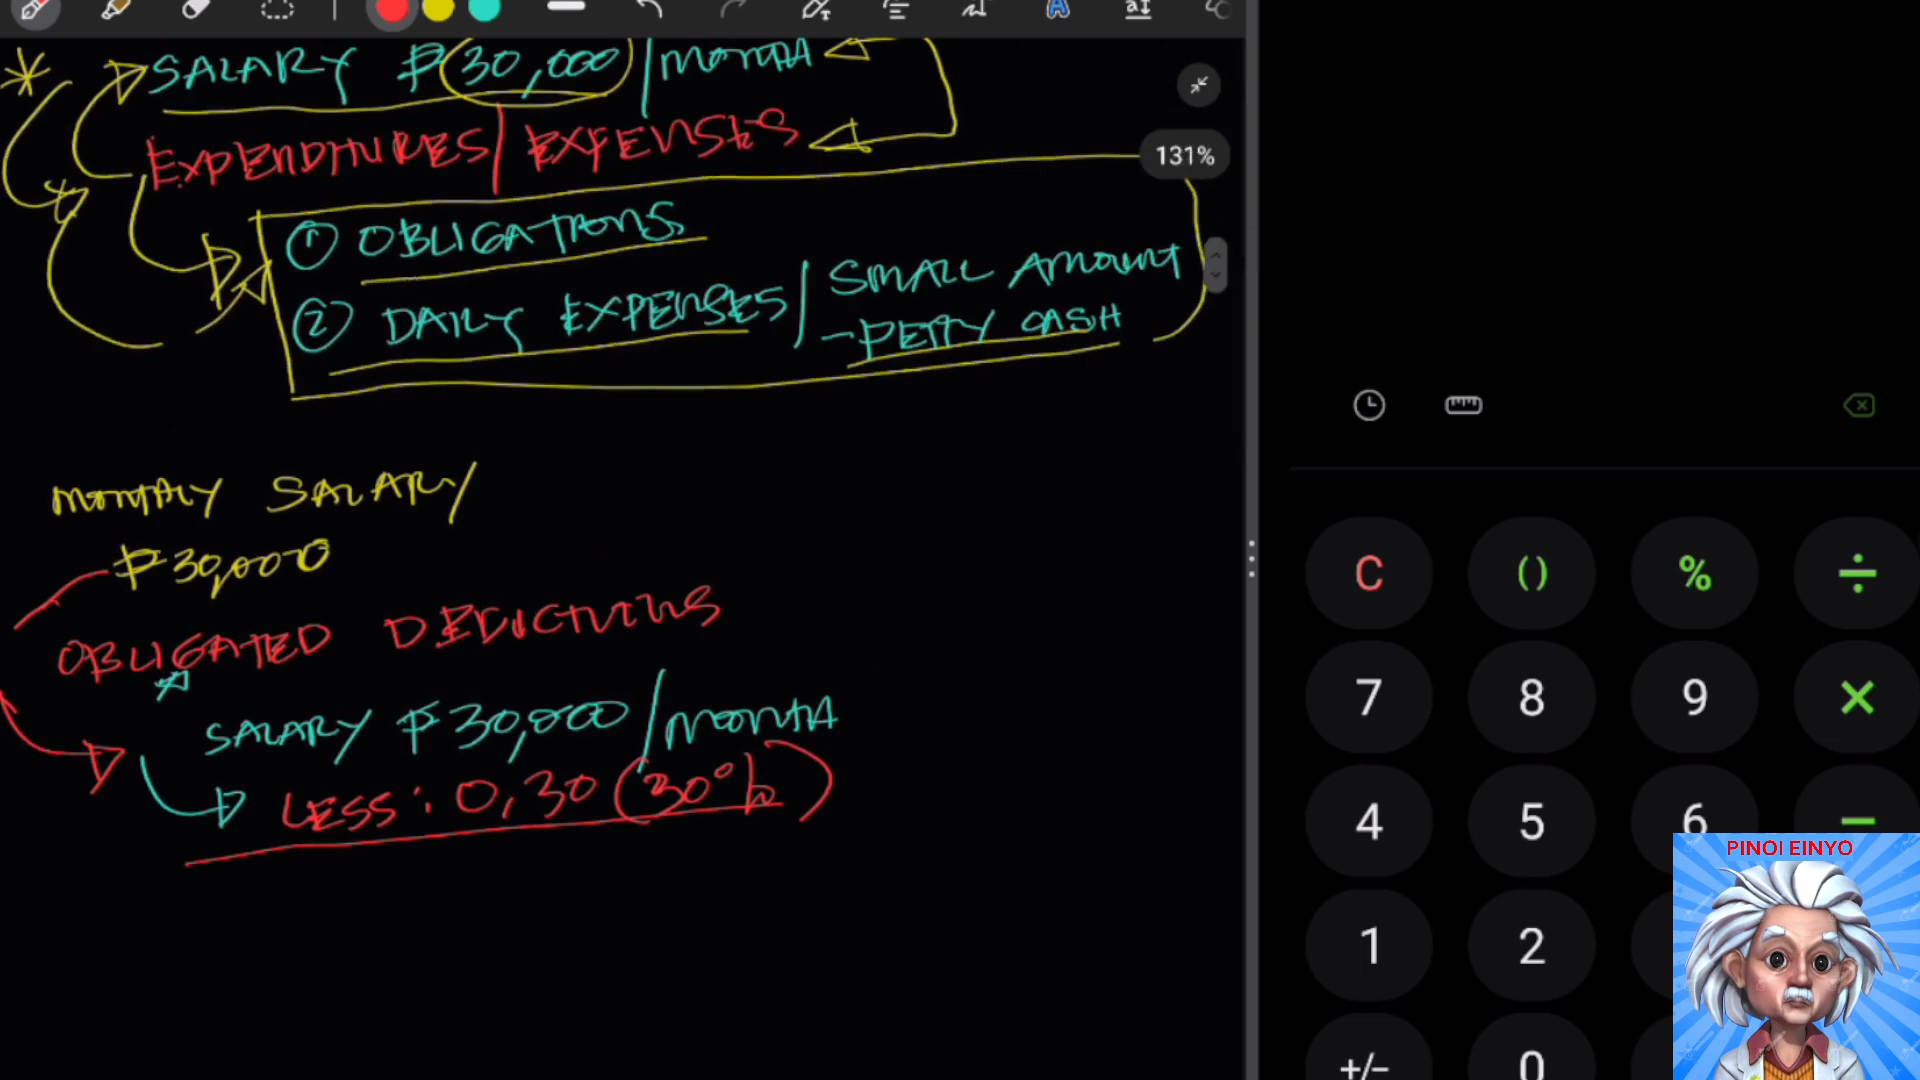 * SALARY ₱30,000/MONTH
EXPENDITURES/EXPENSES
131%
① OBLIGATIONS
② DAILY EXPENSES/SMALL AMOUNT
-PETTY CASH
MONTHLY SALARY
₱30,000
OBLIGATED DEDUCTIONS
SALARY ₱30,000/MONTH
LESS: 0,30 (30%)
C () % ÷
7 8 9 ×
4 5 6 −
1 2
+/− 0
PINOI EINYO